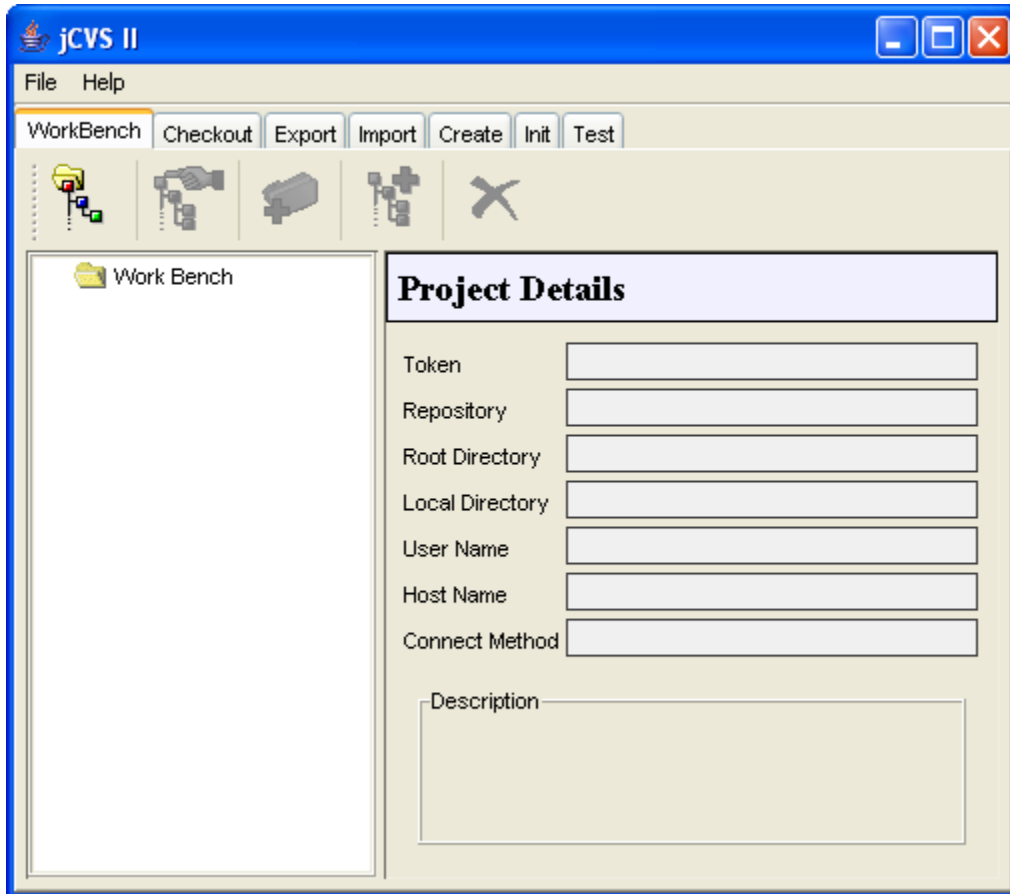 jCVS II
File Help
WorkBench Checkout Export Import Create Init Test
Work Bench
Project Details
Token
Repository
Root Directory
Local Directory
User Name
Host Name
Connect Method
Description